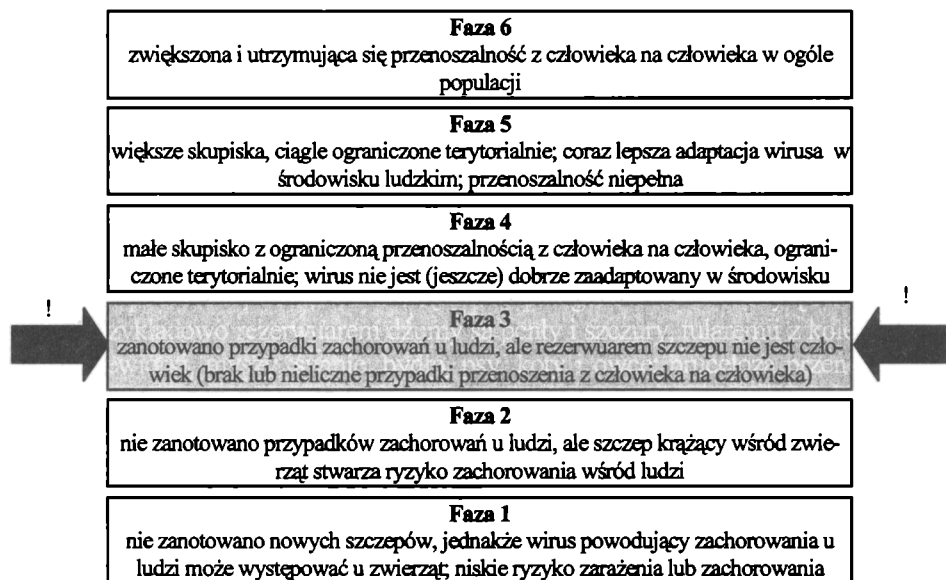 Faza 6
zwiększona i utrzymująca się przenoszalność z człowieka na człowieka w ogóle
populacji
Faza 5
większe skupiska, ciągle ograniczone terytorialnie; coraz lepsza adaptacja wirusa w
środowisku ludzkim; przenoszalność niepełna
Faza 4
małe skupisko z ograniczoną przenoszalnością z człowieka na człowieka, ograni-
czone terytorialnie; wirus nie jest (jeszcze) dobrze zaadaptowany w środowisku
!
!
Faza 3
zanotowano przypadki zachorowań u ludzi, ale rezerwuarem szczepu nie jest czło-
wiek (brak lub nieliczne przypadki przenoszenia z człowieka na człowieka)
Faza 2
nie zanotowano przypadków zachorowań u ludzi, ale szczep krążący wśród zwie-
rząt stwarza ryzyko zachorowania wśród ludzi
Faza 1
nie zanotowano nowych szczepów, jednakże wirus powodujący zachorowania u
ludzi może występować u zwierząt; niskie ryzyko zarażenia lub zachorowania